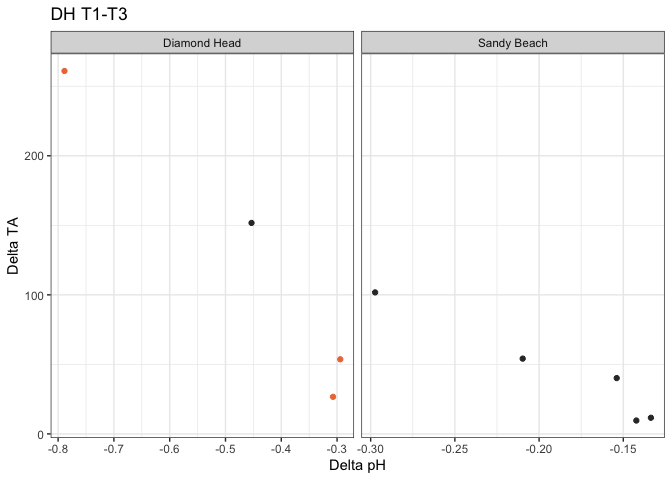 DH T1-T3
Diamond Head Sandy Beach
200
100
0
Delta TA
-0.8 -0.7 -0.6 -0.5 -0.4 -0.3 -0.30 -0.25 -0.20 -0.15
Delta pH